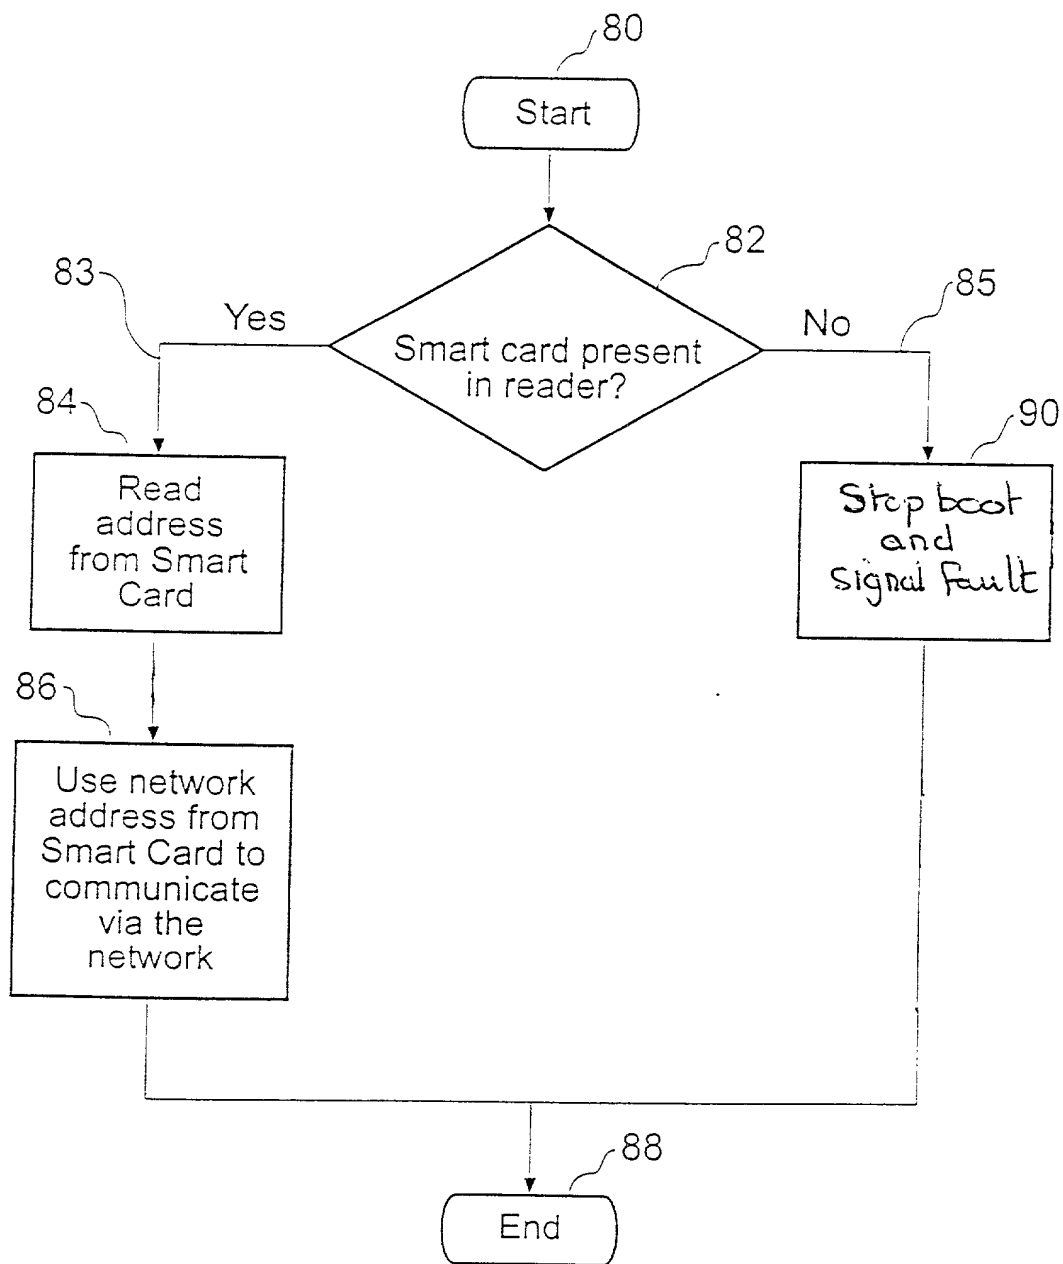 80
Start
82
83
Yes
No
85
Smart card present
in reader?
84
Read
address
from Smart
Card
90
Stop boot
and
signal fault
86
Use network
address from
Smart Card to
communicate
via the
network
88
End